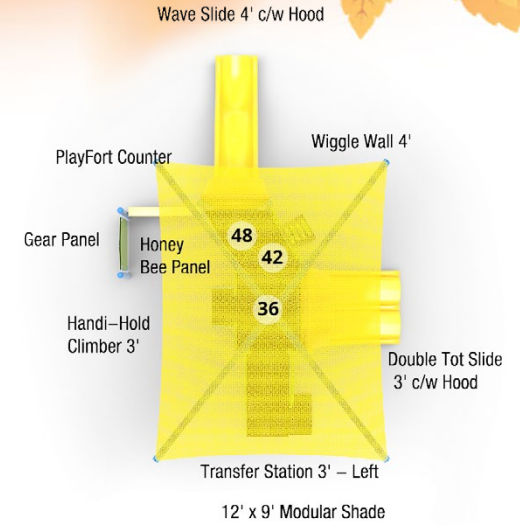 Wave Slide 4' c/w Hood
Wiggle Wall 4'
PlayFort Counter
48
Gear Panel
Honey
Bee Panel
42
36
Handi–Hold
Climber 3'
Double Tot Slide
3' c/w Hood
Transfer Station 3' – Left
12' x 9' Modular Shade